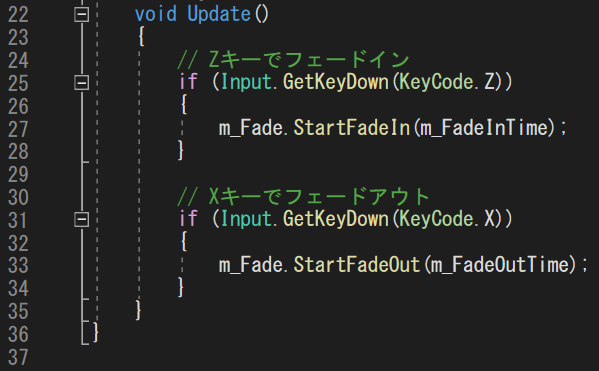 22 void Update()
23 {
24 // Zキーでフェードイン
25 if (Input.GetKeyDown(KeyCode.Z))
26 {
27 m_Fade.StartFadeIn(m_FadeInTime);
28 }
29
30 // Xキーでフェードアウト
31 if (Input.GetKeyDown(KeyCode.X))
32 {
33 m_Fade.StartFadeOut(m_FadeOutTime);
34 }
35 }
36 }
37